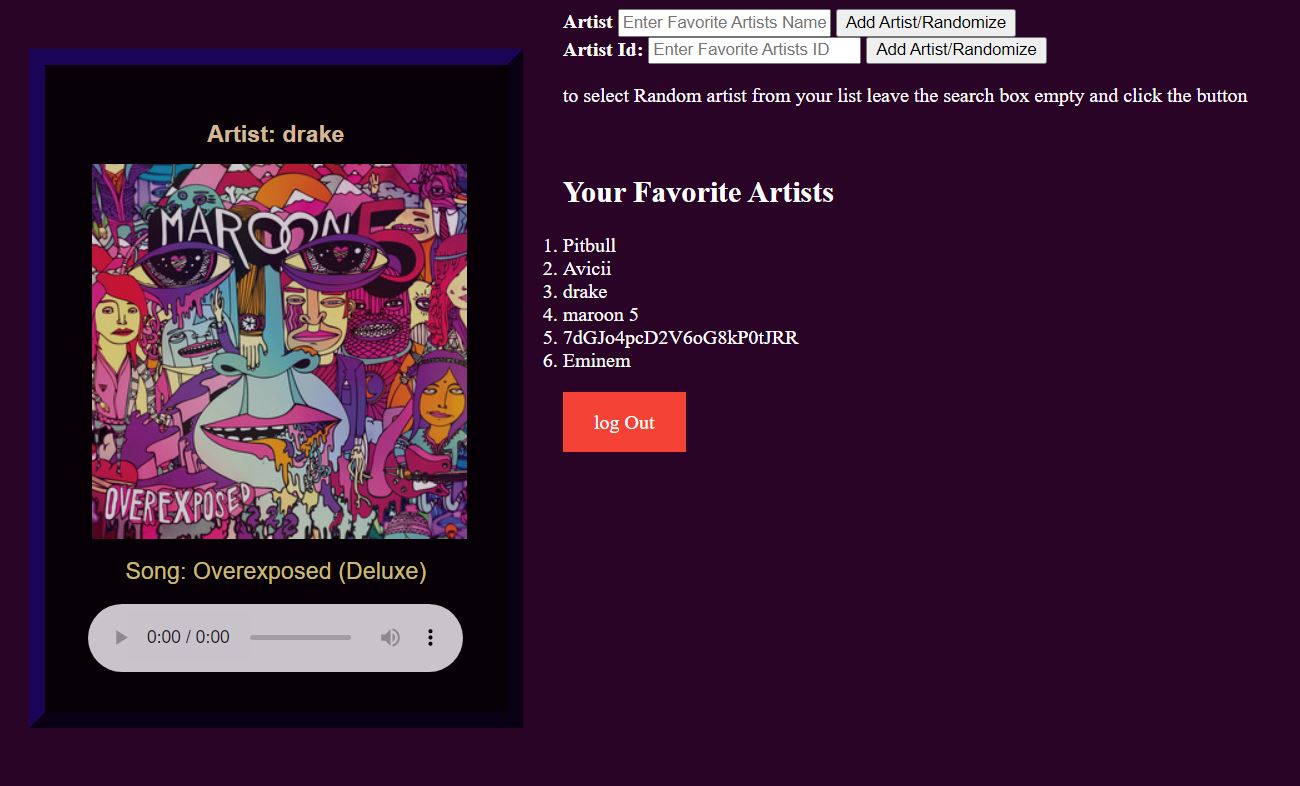 Artist Enter Favorite Artists Name Add Artist/Randomize
Artist Id: Enter Favorite Artists ID Add Artist/Randomize
to select Random artist from your list leave the search box empty and click the button
Artist: drake
MAROON 5
OVEREXPOSED
Song: Overexposed (Deluxe)
0:00 / 0:00
Your Favorite Artists
1. Pitbull
2. Avicii
3. drake
4. maroon 5
5. 7dGJo4pcD2V6oG8kP0tJRR
6. Eminem
log Out